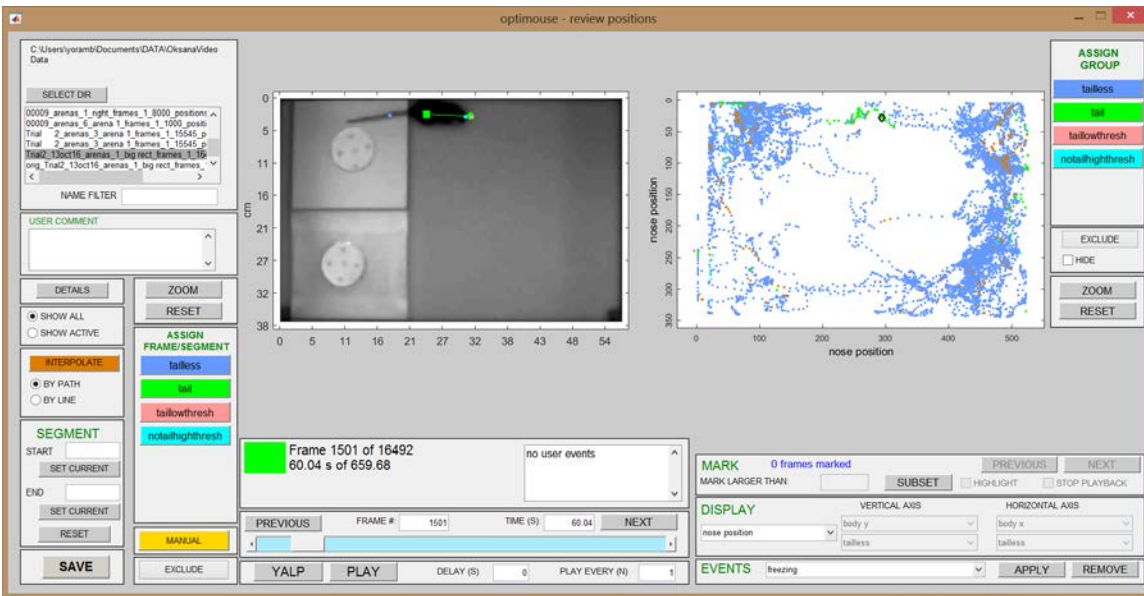 optimouse - review positions
C:\Users\yoramb\Documents\DATA\OksanaVideo
Data
SELECT DIR
00009_arenas_1_right_frames_1_8000_positions
00009_arenas_6_arena 1_frames_1_1000_positi
Trial 2_arenas_3_arena 1_frames_1_15545_p
Trial 2_arenas_3_arena 1_frames_1_15545_p
Trial2_13oct16_arenas_1_big rect_frames_1_16
orig_Trial2_13oct16_arenas_1_big rect_frames_
NAME FILTER
USER COMMENT
DETAILS
SHOW ALL
SHOW ACTIVE
INTERPOLATE
BY PATH
BY LINE
SEGMENT
START
SET CURRENT
END
SET CURRENT
RESET
SAVE
ZOOM
RESET
ASSIGN
FRAME/SEGMENT
tailless
tail
taillowthresh
notailhighthresh
MANUAL
EXCLUDE
0
5
11
16
21
27
32
38
cm
0 5 11 16 21 27 32 38 43 48 54
0
50
100
150
200
250
300
350
nose position
0 100 200 300 400 500
nose position
ASSIGN
GROUP
tailless
tail
taillowthresh
notailhighthresh
EXCLUDE
HIDE
ZOOM
RESET
Frame 1501 of 16492
60.04 s of 659.68
no user events
PREVIOUS FRAME #: 1501 TIME (S): 60.04 NEXT
YALP PLAY DELAY (S) 0 PLAY EVERY (N) 1
MARK 0 frames marked PREVIOUS NEXT
MARK LARGER THAN: SUBSET HIGHLIGHT STOP PLAYBACK
DISPLAY VERTICAL AXIS HORIZONTAL AXIS
nose position body y body x
tailless tailless
EVENTS freezing APPLY REMOVE